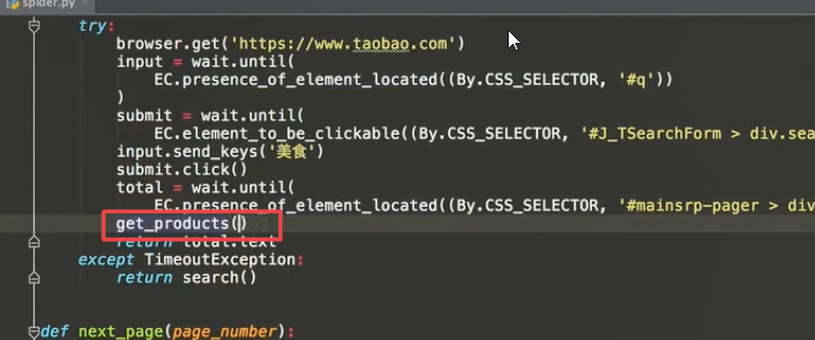 spider.py
try:
browser.get('https://www.taobao.com')
input = wait.until(
EC.presence_of_element_located((By.CSS_SELECTOR, '#q'))
)
submit = wait.until(
EC.element_to_be_clickable((By.CSS_SELECTOR, '#J_TSearchForm > div.sea
input.send_keys('美食')
submit.click()
total = wait.until(
EC.presence_of_element_located((By.CSS_SELECTOR, '#mainsrp-pager > div
get_products()
return total.text
except TimeoutException:
return search()
def next_page(page_number):